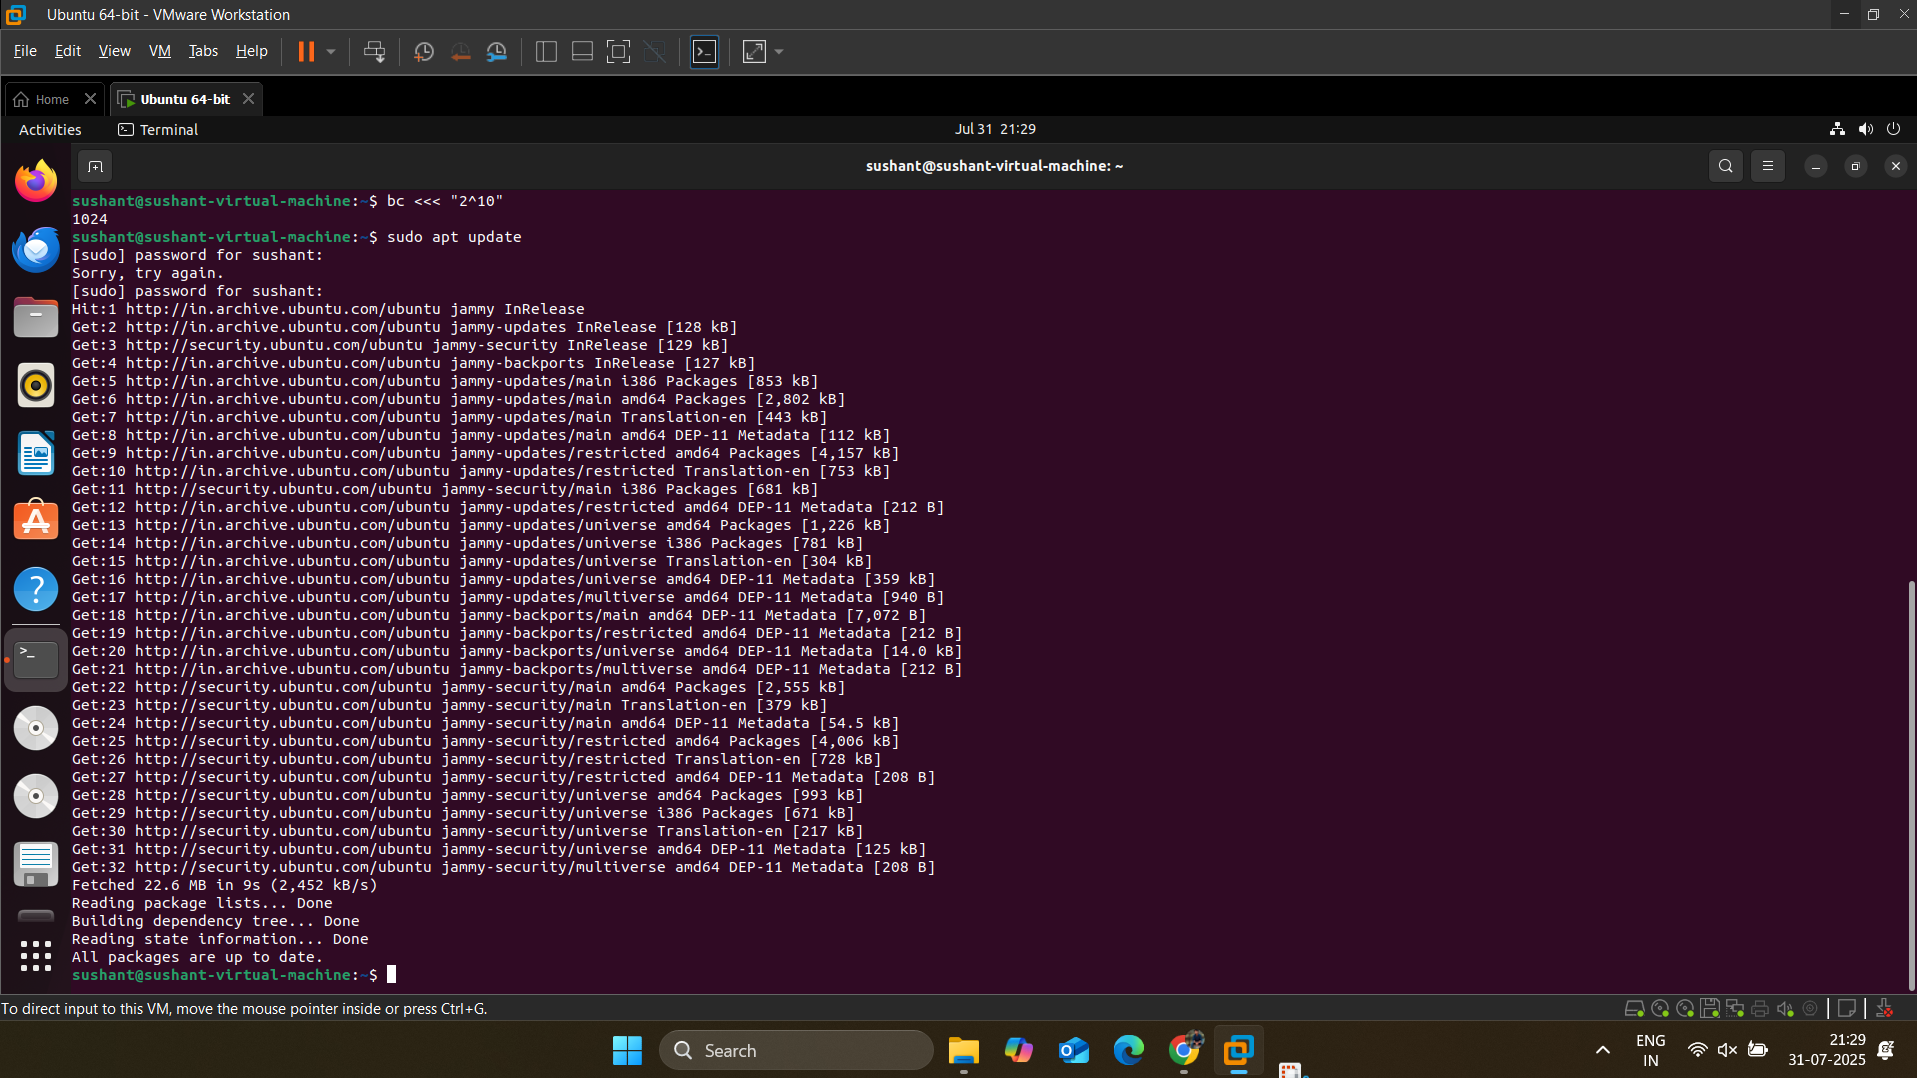 Ubuntu 64-bit - VMware Workstation
File Edit View VM Tabs Help
Home Ubuntu 64-bit
Activities Terminal Jul 31 21:29
sushant@sushant-virtual-machine: ~
sushant@sushant-virtual-machine:~$ bc <<< "2^10"
1024
sushant@sushant-virtual-machine:~$ sudo apt update
[sudo] password for sushant:
Sorry, try again.
[sudo] password for sushant:
Hit:1 http://in.archive.ubuntu.com/ubuntu jammy InRelease
Get:2 http://in.archive.ubuntu.com/ubuntu jammy-updates InRelease [128 kB]
Get:3 http://security.ubuntu.com/ubuntu jammy-security InRelease [129 kB]
Get:4 http://in.archive.ubuntu.com/ubuntu jammy-backports InRelease [127 kB]
Get:5 http://in.archive.ubuntu.com/ubuntu jammy-updates/main i386 Packages [853 kB]
Get:6 http://in.archive.ubuntu.com/ubuntu jammy-updates/main amd64 Packages [2,802 kB]
Get:7 http://in.archive.ubuntu.com/ubuntu jammy-updates/main Translation-en [443 kB]
Get:8 http://in.archive.ubuntu.com/ubuntu jammy-updates/main amd64 DEP-11 Metadata [112 kB]
Get:9 http://in.archive.ubuntu.com/ubuntu jammy-updates/restricted amd64 Packages [4,157 kB]
Get:10 http://in.archive.ubuntu.com/ubuntu jammy-updates/restricted Translation-en [753 kB]
Get:11 http://security.ubuntu.com/ubuntu jammy-security/main i386 Packages [681 kB]
Get:12 http://in.archive.ubuntu.com/ubuntu jammy-updates/restricted amd64 DEP-11 Metadata [212 B]
Get:13 http://in.archive.ubuntu.com/ubuntu jammy-updates/universe amd64 Packages [1,226 kB]
Get:14 http://in.archive.ubuntu.com/ubuntu jammy-updates/universe i386 Packages [781 kB]
Get:15 http://in.archive.ubuntu.com/ubuntu jammy-updates/universe Translation-en [304 kB]
Get:16 http://in.archive.ubuntu.com/ubuntu jammy-updates/universe amd64 DEP-11 Metadata [359 kB]
Get:17 http://in.archive.ubuntu.com/ubuntu jammy-updates/multiverse amd64 DEP-11 Metadata [940 B]
Get:18 http://in.archive.ubuntu.com/ubuntu jammy-backports/main amd64 DEP-11 Metadata [7,072 B]
Get:19 http://in.archive.ubuntu.com/ubuntu jammy-backports/restricted amd64 DEP-11 Metadata [212 B]
Get:20 http://in.archive.ubuntu.com/ubuntu jammy-backports/universe amd64 DEP-11 Metadata [14.0 kB]
Get:21 http://in.archive.ubuntu.com/ubuntu jammy-backports/multiverse amd64 DEP-11 Metadata [212 B]
Get:22 http://security.ubuntu.com/ubuntu jammy-security/main amd64 Packages [2,555 kB]
Get:23 http://security.ubuntu.com/ubuntu jammy-security/main Translation-en [379 kB]
Get:24 http://security.ubuntu.com/ubuntu jammy-security/main amd64 DEP-11 Metadata [54.5 kB]
Get:25 http://security.ubuntu.com/ubuntu jammy-security/restricted amd64 Packages [4,006 kB]
Get:26 http://security.ubuntu.com/ubuntu jammy-security/restricted Translation-en [728 kB]
Get:27 http://security.ubuntu.com/ubuntu jammy-security/restricted amd64 DEP-11 Metadata [208 B]
Get:28 http://security.ubuntu.com/ubuntu jammy-security/universe amd64 Packages [993 kB]
Get:29 http://security.ubuntu.com/ubuntu jammy-security/universe i386 Packages [671 kB]
Get:30 http://security.ubuntu.com/ubuntu jammy-security/universe Translation-en [217 kB]
Get:31 http://security.ubuntu.com/ubuntu jammy-security/universe amd64 DEP-11 Metadata [125 kB]
Get:32 http://security.ubuntu.com/ubuntu jammy-security/multiverse amd64 DEP-11 Metadata [208 B]
Fetched 22.6 MB in 9s (2,452 kB/s)
Reading package lists... Done
Building dependency tree... Done
Reading state information... Done
All packages are up to date.
sushant@sushant-virtual-machine:~$
To direct input to this VM, move the mouse pointer inside or press Ctrl+G.
Search
ENG
IN
21:29
31-07-2025